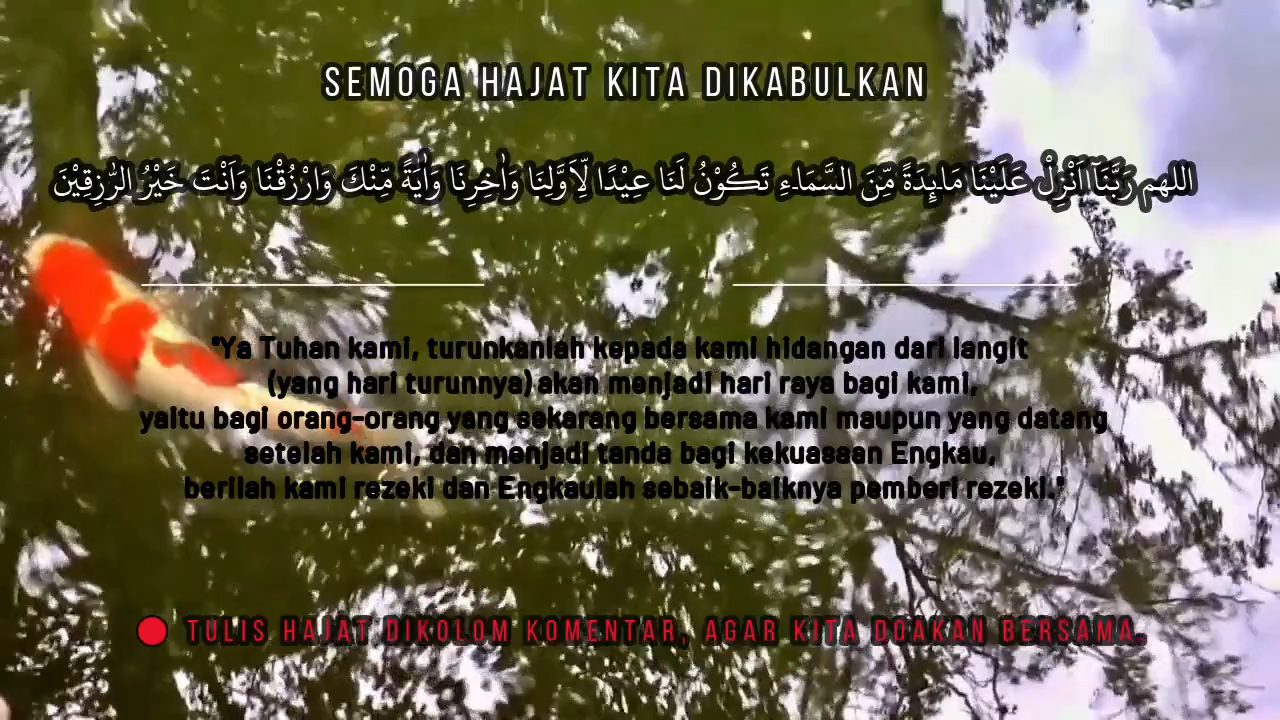 SEMOGA HAJAT KITA DIKABULKAN
اللهم رَبَّنَآ اَنْزِلْ عَلَيْنَا مَاۤىِٕدَةً مِّنَ السَّمَاۤءِ تَكُوْنُ لَنَا عِيْدًا لِّاَوَّلِنَا وَاٰخِرِنَا وَاٰيَةً مِّنْكَ وَارْزُقْنَا وَاَنْتَ خَيْرُ الرّٰزِقِيْنَ
"Ya Tuhan kami, turunkanlah kepada kami hidangan dari langit
(yang hari turunnya) akan menjadi hari raya bagi kami,
yaitu bagi orang-orang yang sekarang bersama kami maupun yang datang
setelah kami, dan menjadi tanda bagi kekuasaan Engkau,
berilah kami rezeki dan Engkaulah sebaik-baiknya pemberi rezeki."
TULIS HAJAT DIKOLOM KOMENTAR, AGAR KITA DOAKAN BERSAMA.